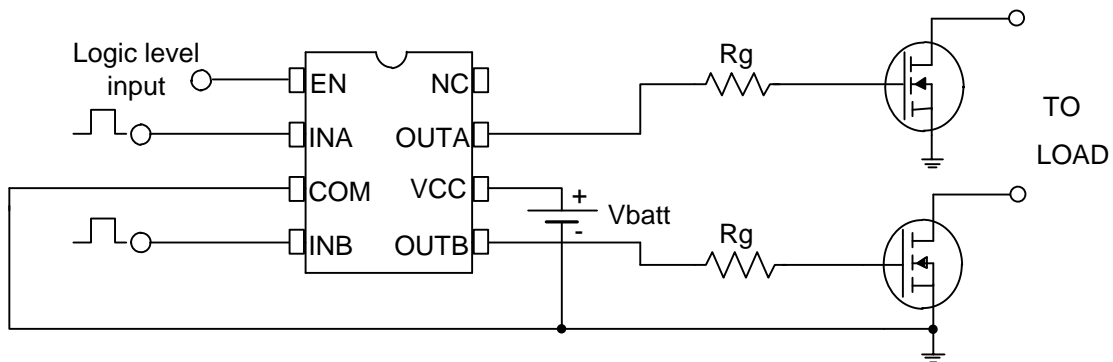 Logic level
input
EN
NC
Rg
INA
OUTA
TO
LOAD
COM
VCC
+
Vbatt
-
INB
OUTB
Rg